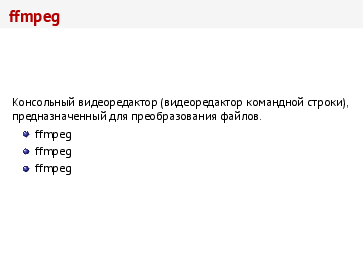 ffmpeg
Консольный видеоредактор (видеоредактор командной строки),
предназначенный для преобразования файлов.
ffmpeg
ffmpeg
ffmpeg